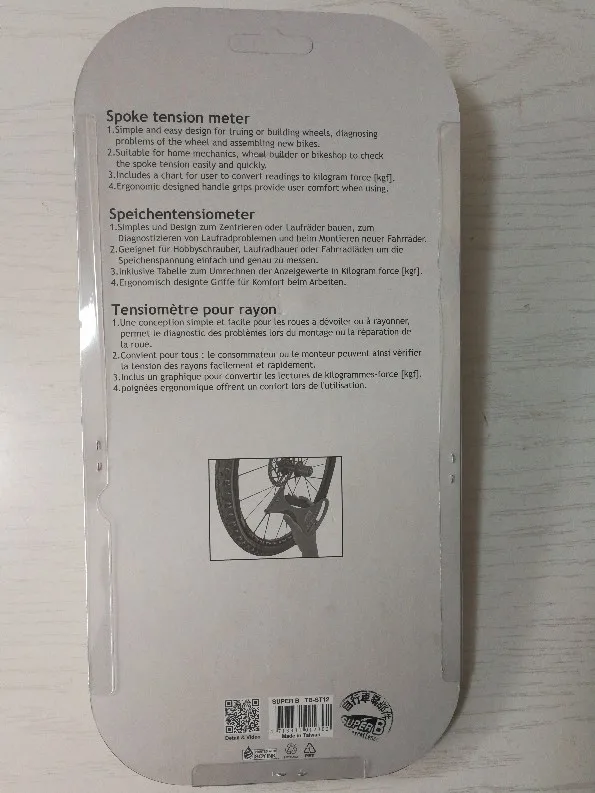 Spoke tension meter
1.Simple and easy design for truing or building wheels, diagnosing
problems of the wheel and assembling new bikes.
2.Suitable for home mechanics, wheel builder or bikeshop to check
the spoke tension easily and quickly.
3.Includes a chart for user to convert readings to kilogram force [kgf].
4.Ergonomic designed handle grips provide user comfort when using.
Speichentensiometer
1.Simples und Design zum Zentrieren oder Laufräder bauen, zum
Diagnostizieren von Laufradproblemen und beim Montieren neuer Fahrräder.
2.Geeignet für Hobbyschrauber, Laufradbauer oder Fahrradläden um die
Speichenspannung einfach und genau zu messen.
3.Inklusive Tabelle zum Umrechnen der Anzeigewerte in Kilogram force [kgf].
4.Ergonomisch designte Griffe für Komfort beim Arbeiten.
Tensiomètre pour rayon
1.Une conception simple et facile pour les roues a dévoiler ou à rayonner,
permet le diagnostic des problèmes lors du montage ou la réparation de
la roue.
2.Convient pour tous : le consommateur ou le monteur peuvent ainsi vérifier
la tension des rayons facilement et rapidement.
3.Inclus un graphique pour convertir les lectures de kilogrammes-force [kgf].
4.poignées ergonomique offrent un confort lors de l'utilisation.
SUPER B TB-ST12
Made in Taiwan
Detail & Video
SUPER B
SOY INK